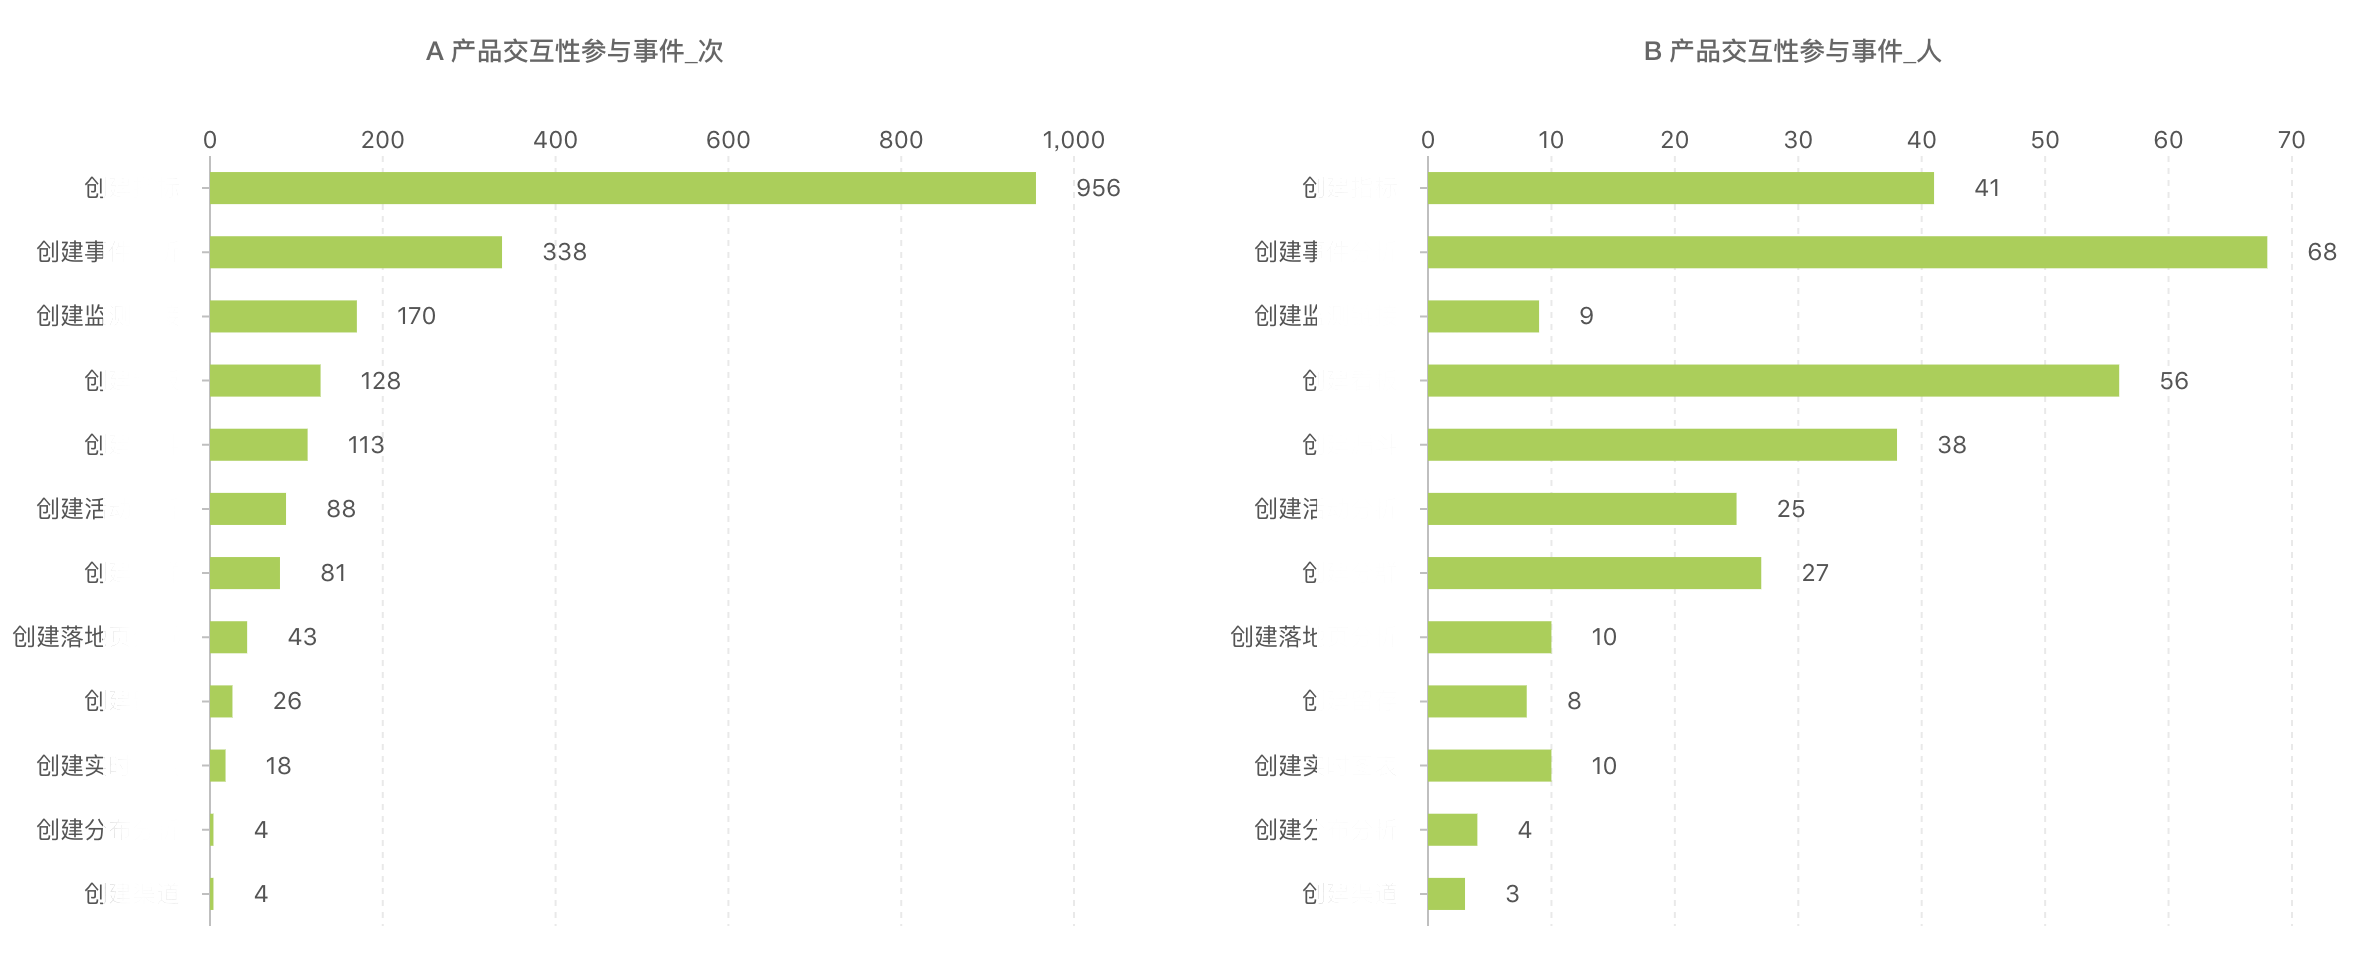 A 产品交互性参与事件_次
0 200 400 600 800 1,000
创 956
创建事 338
创建监 170
创 128
创 113
创建活 88
创 81
创建落地 43
创 26
创建实 18
创建分 4
创 4
B 产品交互性参与事件_人
0 10 20 30 40 50 60 70
创 41
创建事 68
创建监 9
创 56
创 38
创建活 25
创 27
创建落地 10
创 8
创建实 10
创建分 4
创 3